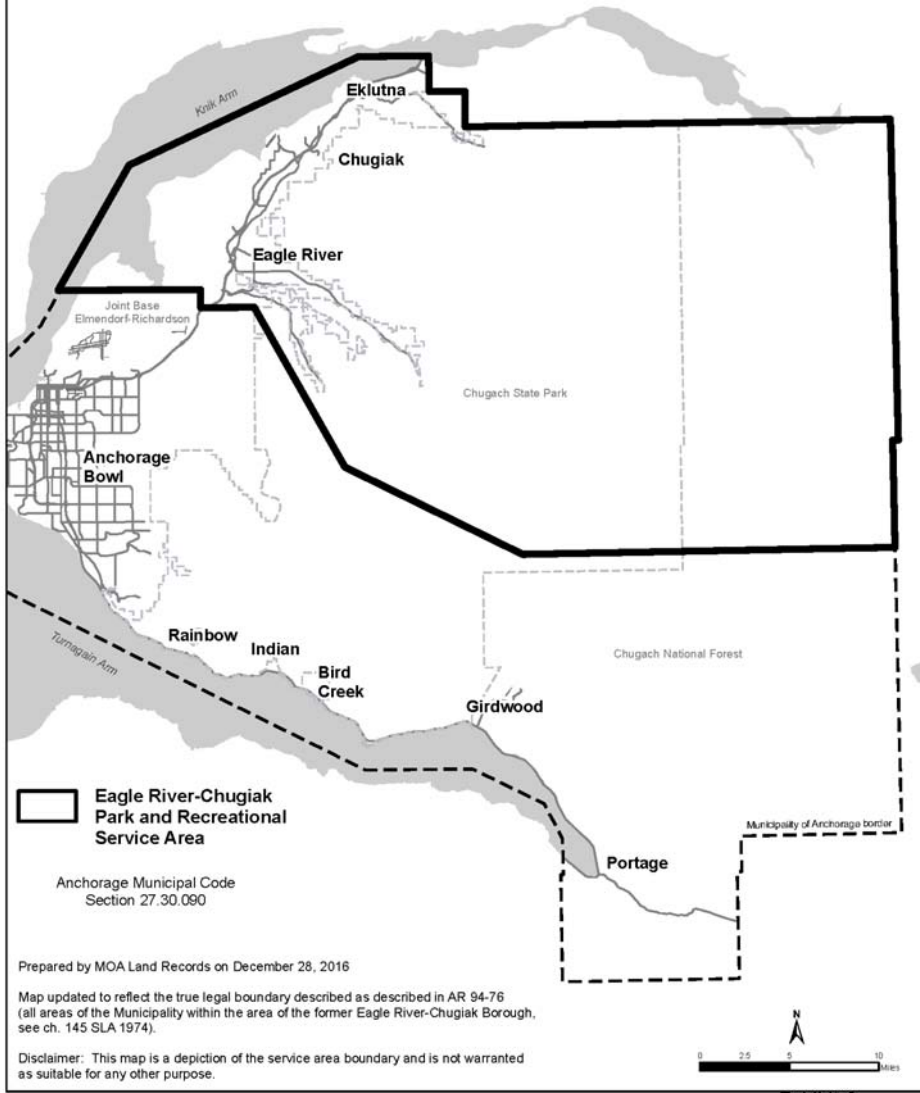 Knik Arm
Eklutna
Chugiak
Eagle River
Joint Base
Elmendorf-Richardson
Chugach State Park
Anchorage
Bowl
Turnagain Arm
Rainbow
Indian
Bird
Creek
Girdwood
Chugach National Forest
Eagle River-Chugiak
Park and Recreational
Service Area
Municipality of Anchorage border
Portage
Anchorage Municipal Code
Section 27.30.090
Prepared by MOA Land Records on December 28, 2016
Map updated to reflect the true legal boundary described as described in AR 94-76
(all areas of the Municipality within the area of the former Eagle River-Chugiak Borough,
see ch. 145 SLA 1974).
Disclaimer: This map is a depiction of the service area boundary and is not warranted
as suitable for any other purpose.
N
0 2.5 5 10
Miles